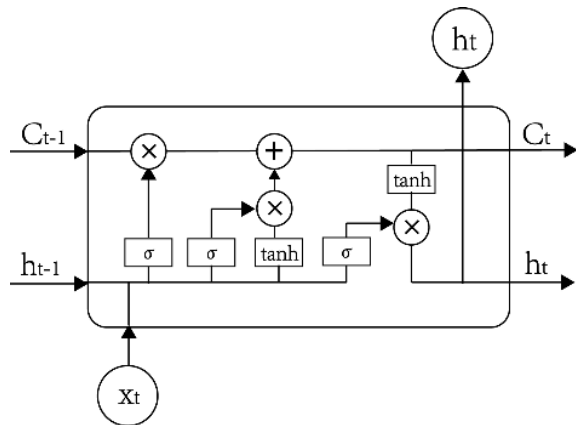 ht
Ct-1
×
+
Ct
tanh
×
×
σ
σ
tanh
σ
ht-1
ht
xt